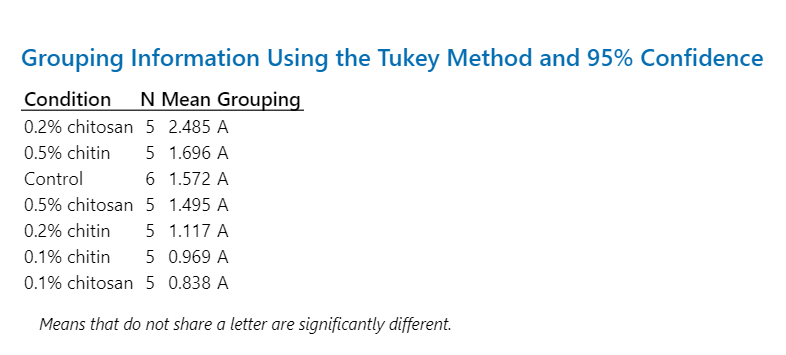 Grouping Information Using the Tukey Method and 95% Confidence
Condition N Mean Grouping
0.2% chitosan 5 2.485 A
0.5% chitin 5 1.696 A
Control 6 1.572 A
0.5% chitosan 5 1.495 A
0.2% chitin 5 1.117 A
0.1% chitin 5 0.969 A
0.1% chitosan 5 0.838 A
Means that do not share a letter are significantly different.